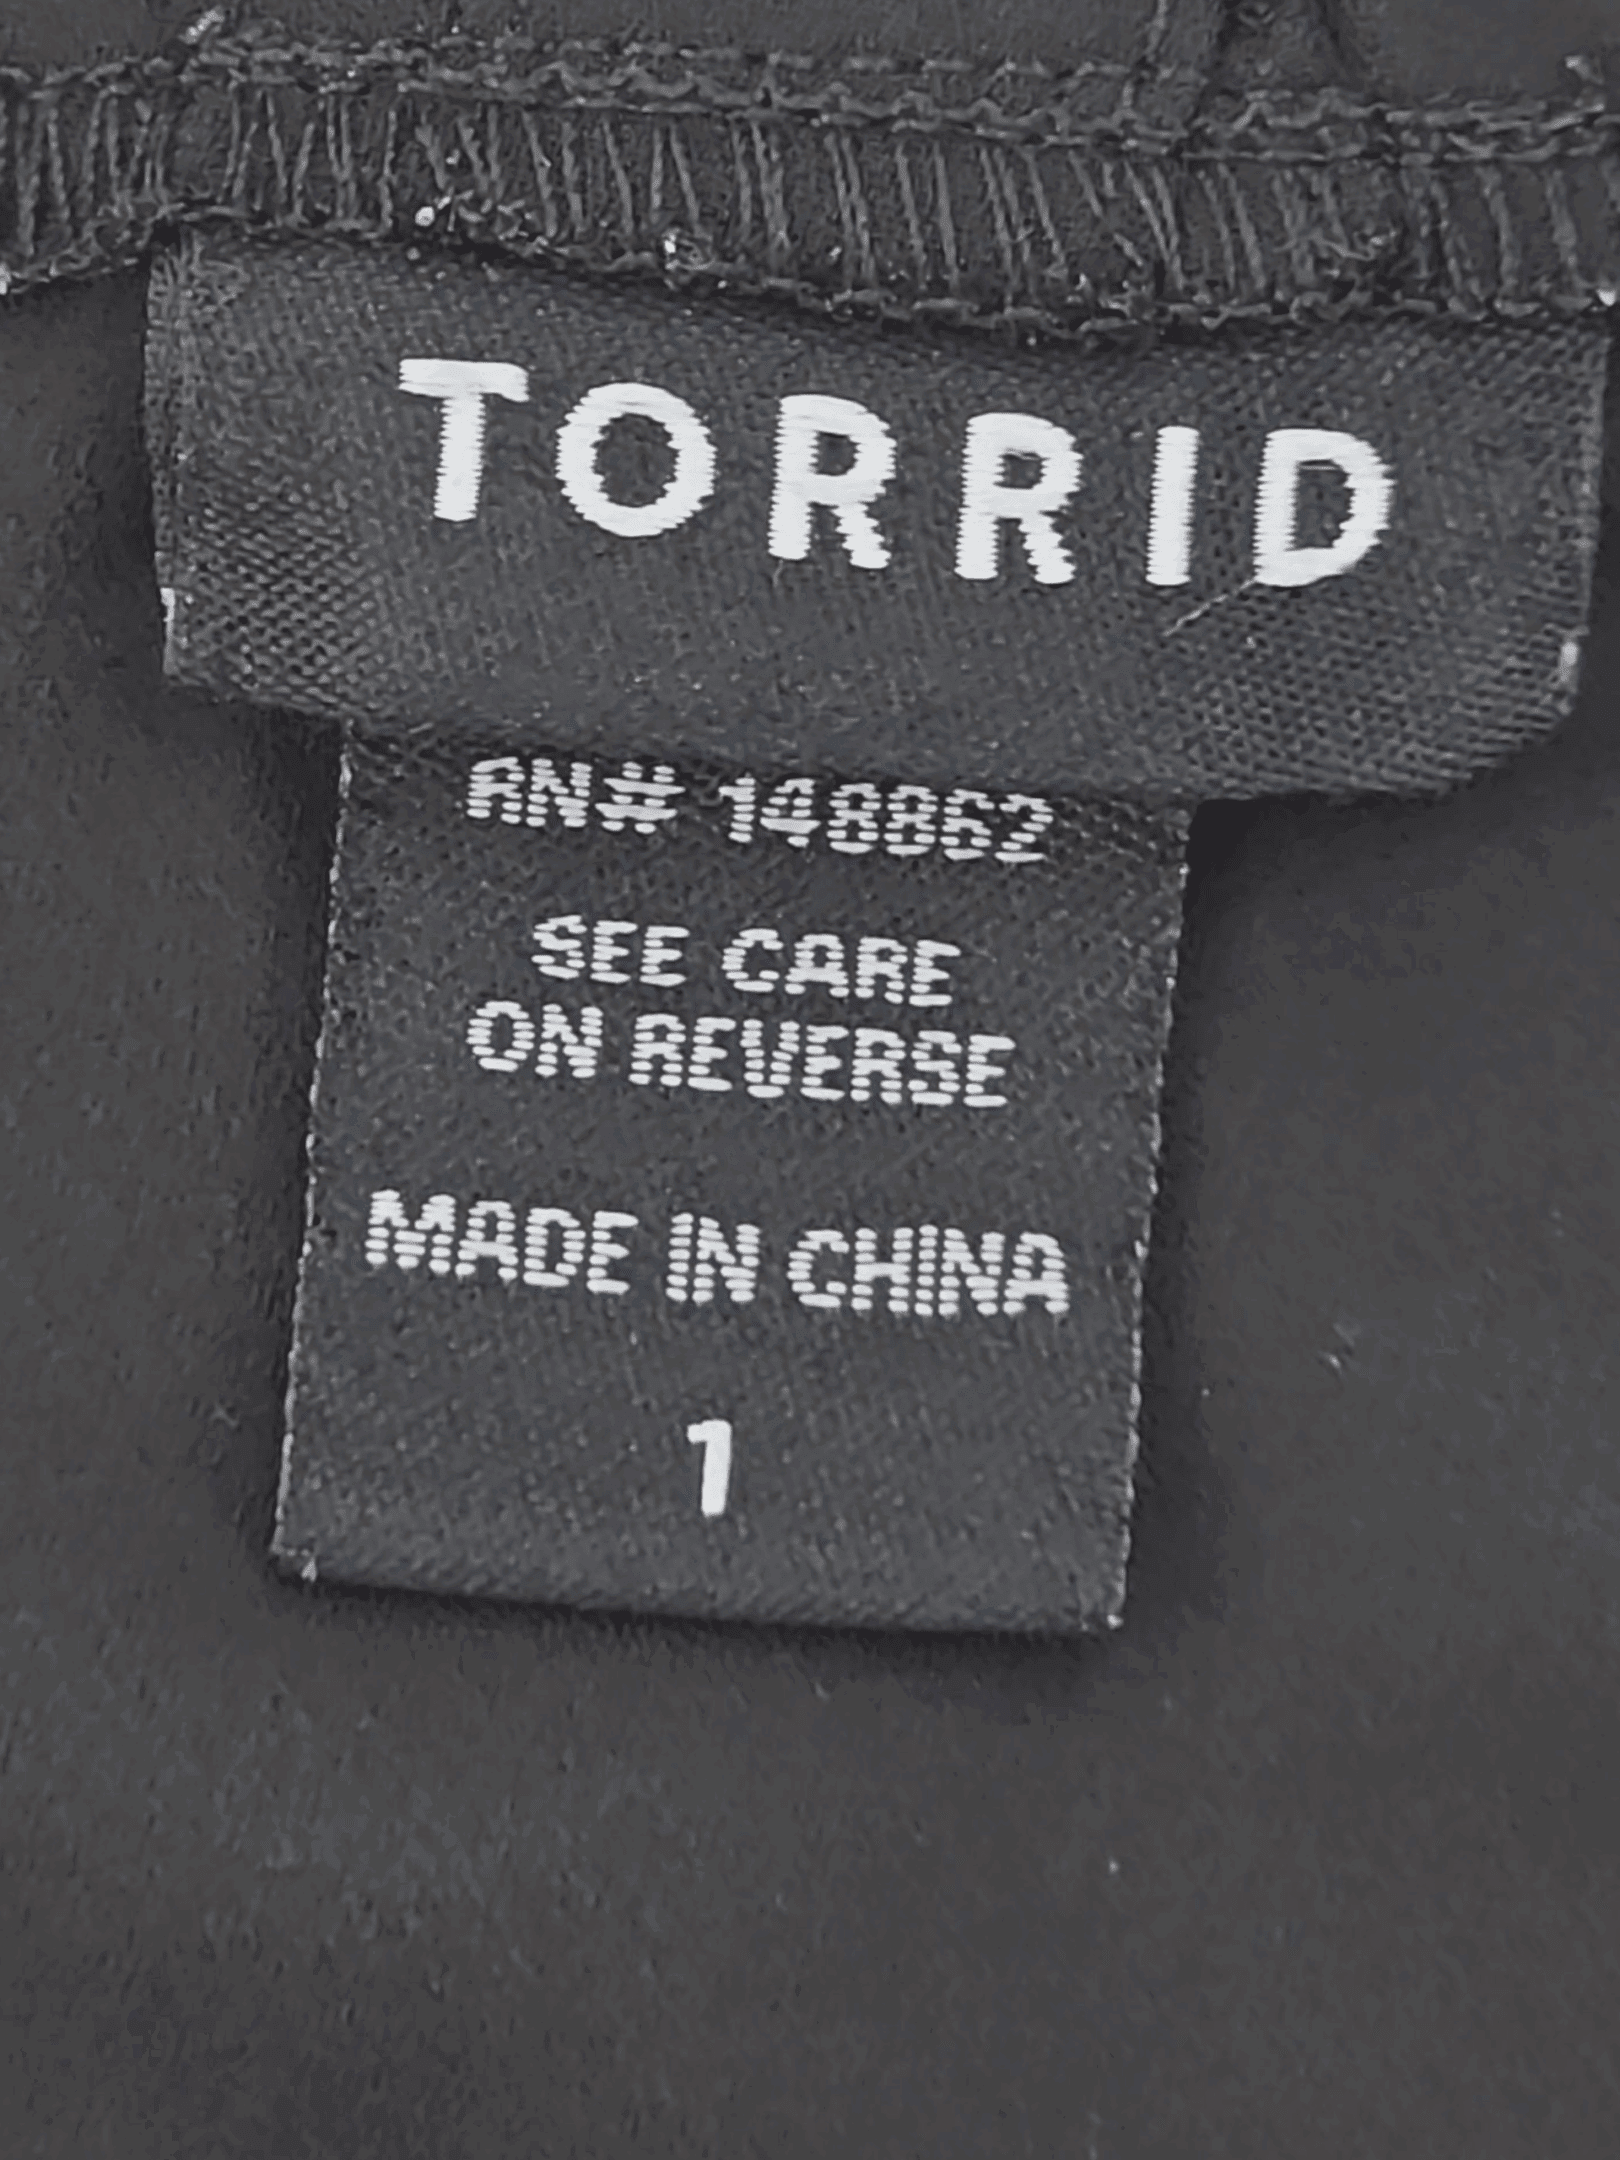 TORRID
RN# 148862
SEE CARE
ON REVERSE
MADE IN CHINA
1